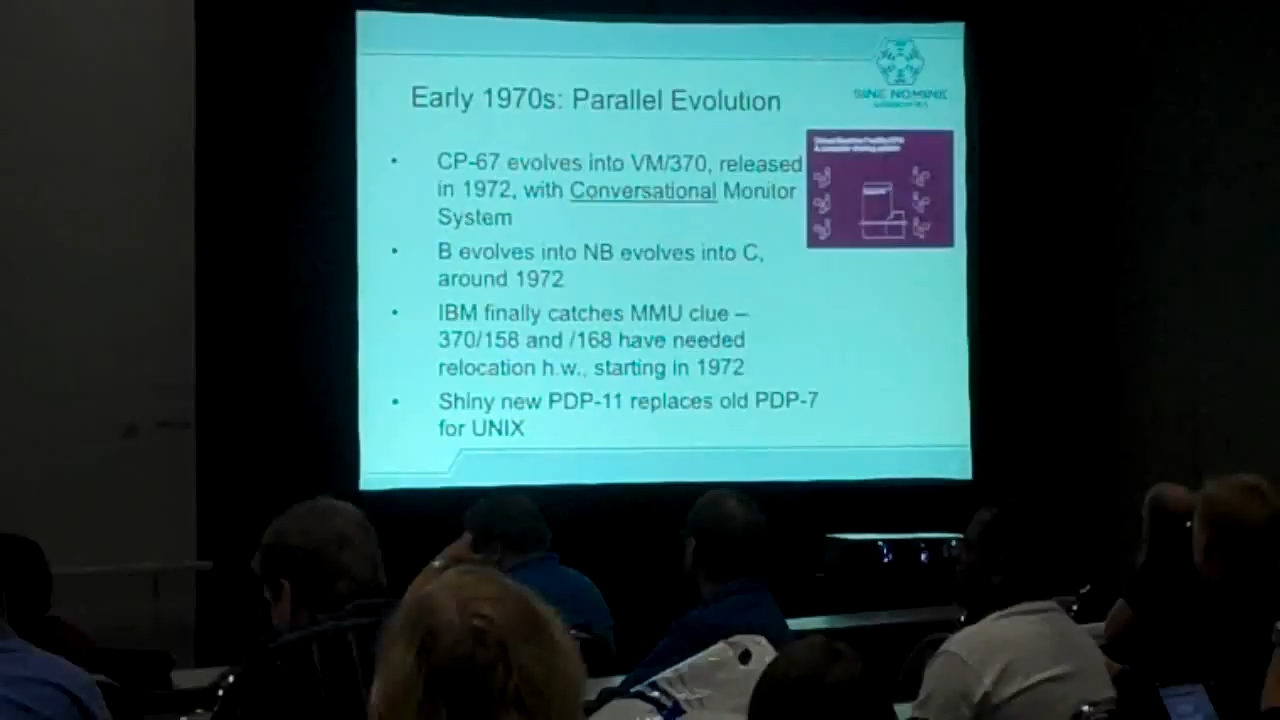 SINE NOMINE
Early 1970s: Parallel Evolution
• CP-67 evolves into VM/370, released
in 1972, with Conversational Monitor
System
• B evolves into NB evolves into C,
around 1972
• IBM finally catches MMU clue –
370/158 and /168 have needed
relocation h.w., starting in 1972
• Shiny new PDP-11 replaces old PDP-7
for UNIX